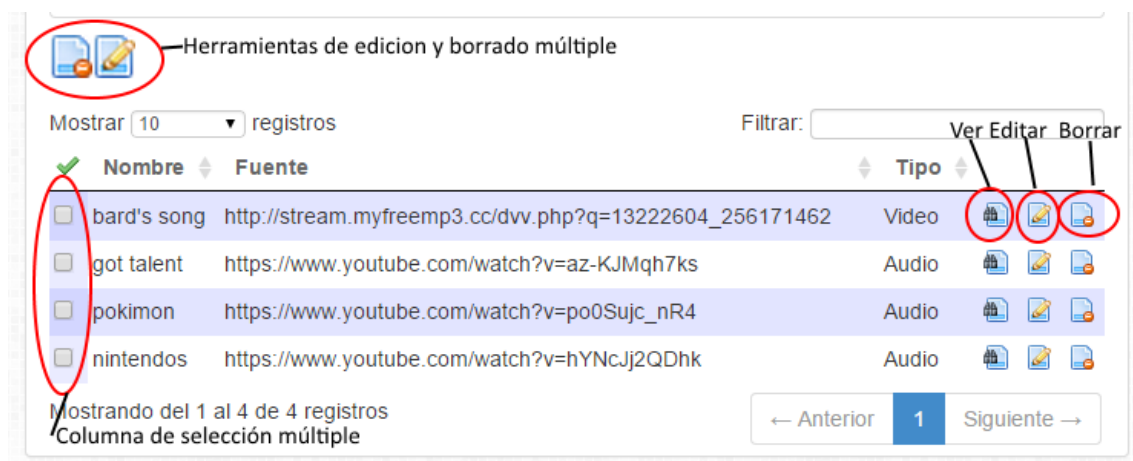 Herramientas de edicion y borrado múltiple
Mostrar 10 registros Filtrar:
Ver Editar Borrar
Nombre Fuente Tipo
bard's song http://stream.myfreemp3.cc/dvv.php?q=13222604_256171462 Video
got talent https://www.youtube.com/watch?v=az-KJMqh7ks Audio
pokimon https://www.youtube.com/watch?v=po0Sujc_nR4 Audio
nintendos https://www.youtube.com/watch?v=hYNcJj2QDhk Audio
Mostrando del 1 al 4 de 4 registros
← Anterior 1 Siguiente →
Columna de selección múltiple